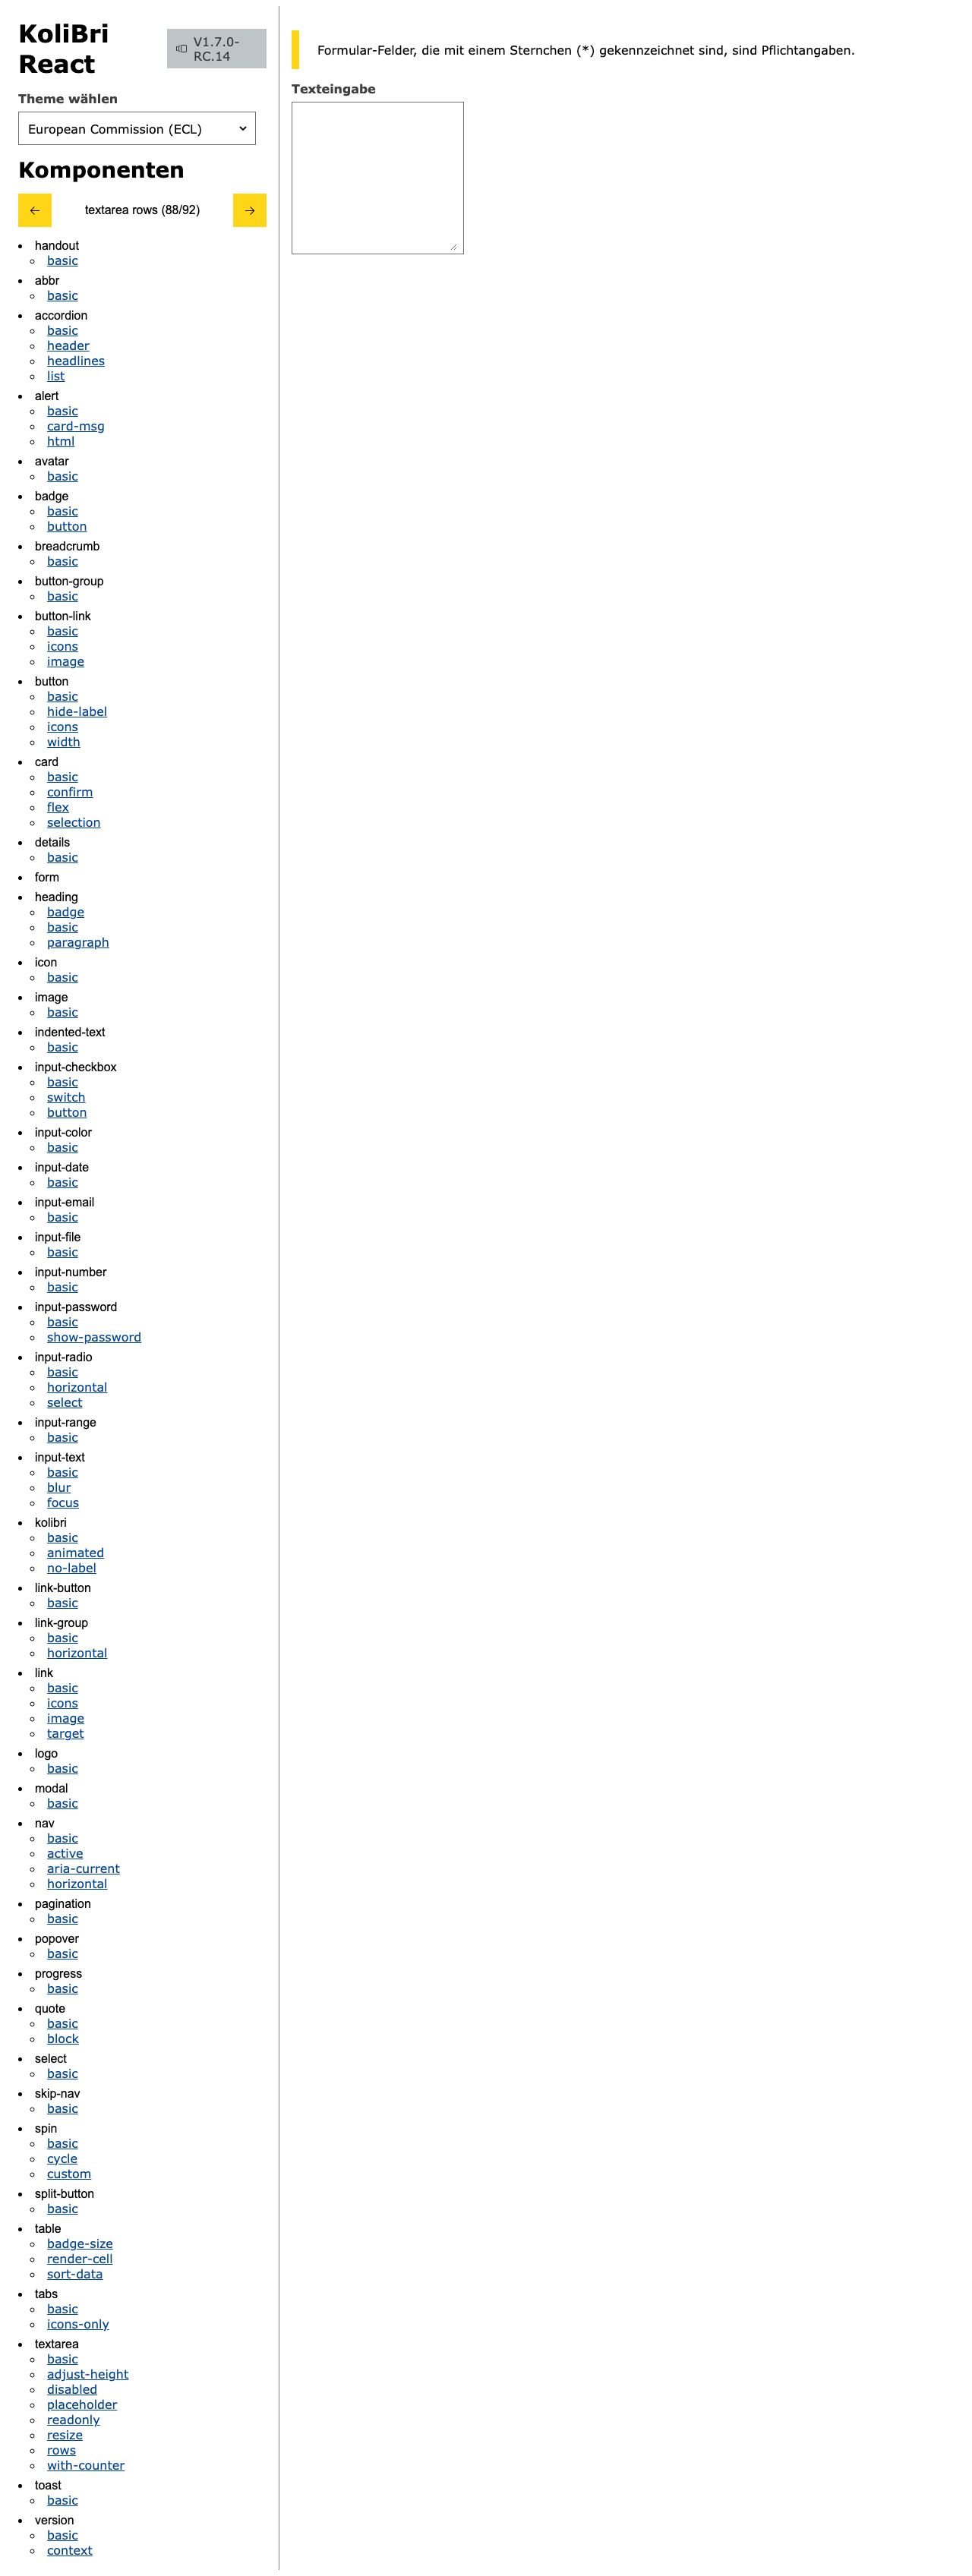 KoliBri
React
V1.7.0-
RC.14
Theme wählen
European Commission (ECL)
Komponenten
← textarea rows (88/92) →
handout
basic
abbr
basic
accordion
basic
header
headlines
list
alert
basic
card-msg
html
avatar
basic
badge
basic
button
breadcrumb
basic
button-group
basic
button-link
basic
icons
image
button
basic
hide-label
icons
width
card
basic
confirm
flex
selection
details
basic
form
heading
badge
basic
paragraph
icon
basic
image
basic
indented-text
basic
input-checkbox
basic
switch
button
input-color
basic
input-date
basic
input-email
basic
input-file
basic
input-number
basic
input-password
basic
show-password
input-radio
basic
horizontal
select
input-range
basic
input-text
basic
blur
focus
kolibri
basic
animated
no-label
link-button
basic
link-group
basic
horizontal
link
basic
icons
image
target
logo
basic
modal
basic
nav
basic
active
aria-current
horizontal
pagination
basic
popover
basic
progress
basic
quote
basic
block
select
basic
skip-nav
basic
spin
basic
cycle
custom
split-button
basic
table
badge-size
render-cell
sort-data
tabs
basic
icons-only
textarea
basic
adjust-height
disabled
placeholder
readonly
resize
rows
with-counter
toast
basic
version
basic
context
Formular-Felder, die mit einem Sternchen (*) gekennzeichnet sind, sind Pflichtangaben.
Texteingabe